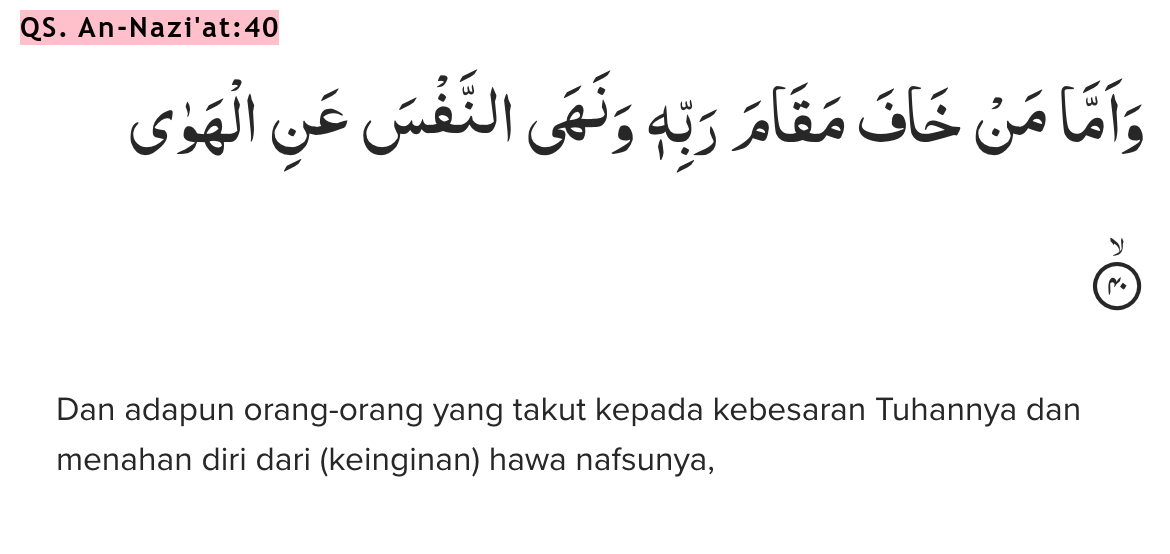 QS. An-Nazi'at:40
وَاَمَّا مَنْ خَافَ مَقَامَ رَبِّهٖ وَنَهَى النَّفْسَ عَنِ الْهَوٰى
ۙ
٤٠
Dan adapun orang-orang yang takut kepada kebesaran Tuhannya dan
menahan diri dari (keinginan) hawa nafsunya,